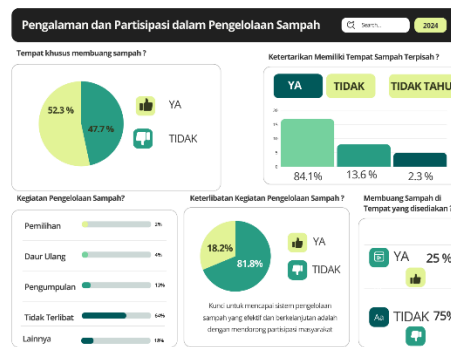 Pengalaman dan Partisipasi dalam Pengelolaan Sampah
Search...
2024
Tempat khusus membuang sampah ?
52.3 %
47.7 %
YA
TIDAK
Ketertarikan Memiliki Tempat Sampah Terpisah ?
YA
TIDAK
TIDAK TAHU
84.1%
13.6 %
2.3 %
Kegiatan Pengelolaan Sampah?
Pemilihan
2%
Daur Ulang
4%
Pengumpulan
Tidak Terlibat
64%
Lainnya
18%
Keterlibatan Kegiatan Pengelolaan Sampah ?
18.2%
81.8%
YA
TIDAK
Kunci untuk mencapai sistem pengelolaan
sampah yang efektif dan berkelanjutan adalah
dengan mendorong partisipasi masyarakat
Membuang Sampah di
Tempat yang disediakan ?
YA
25 %
TIDAK
75%